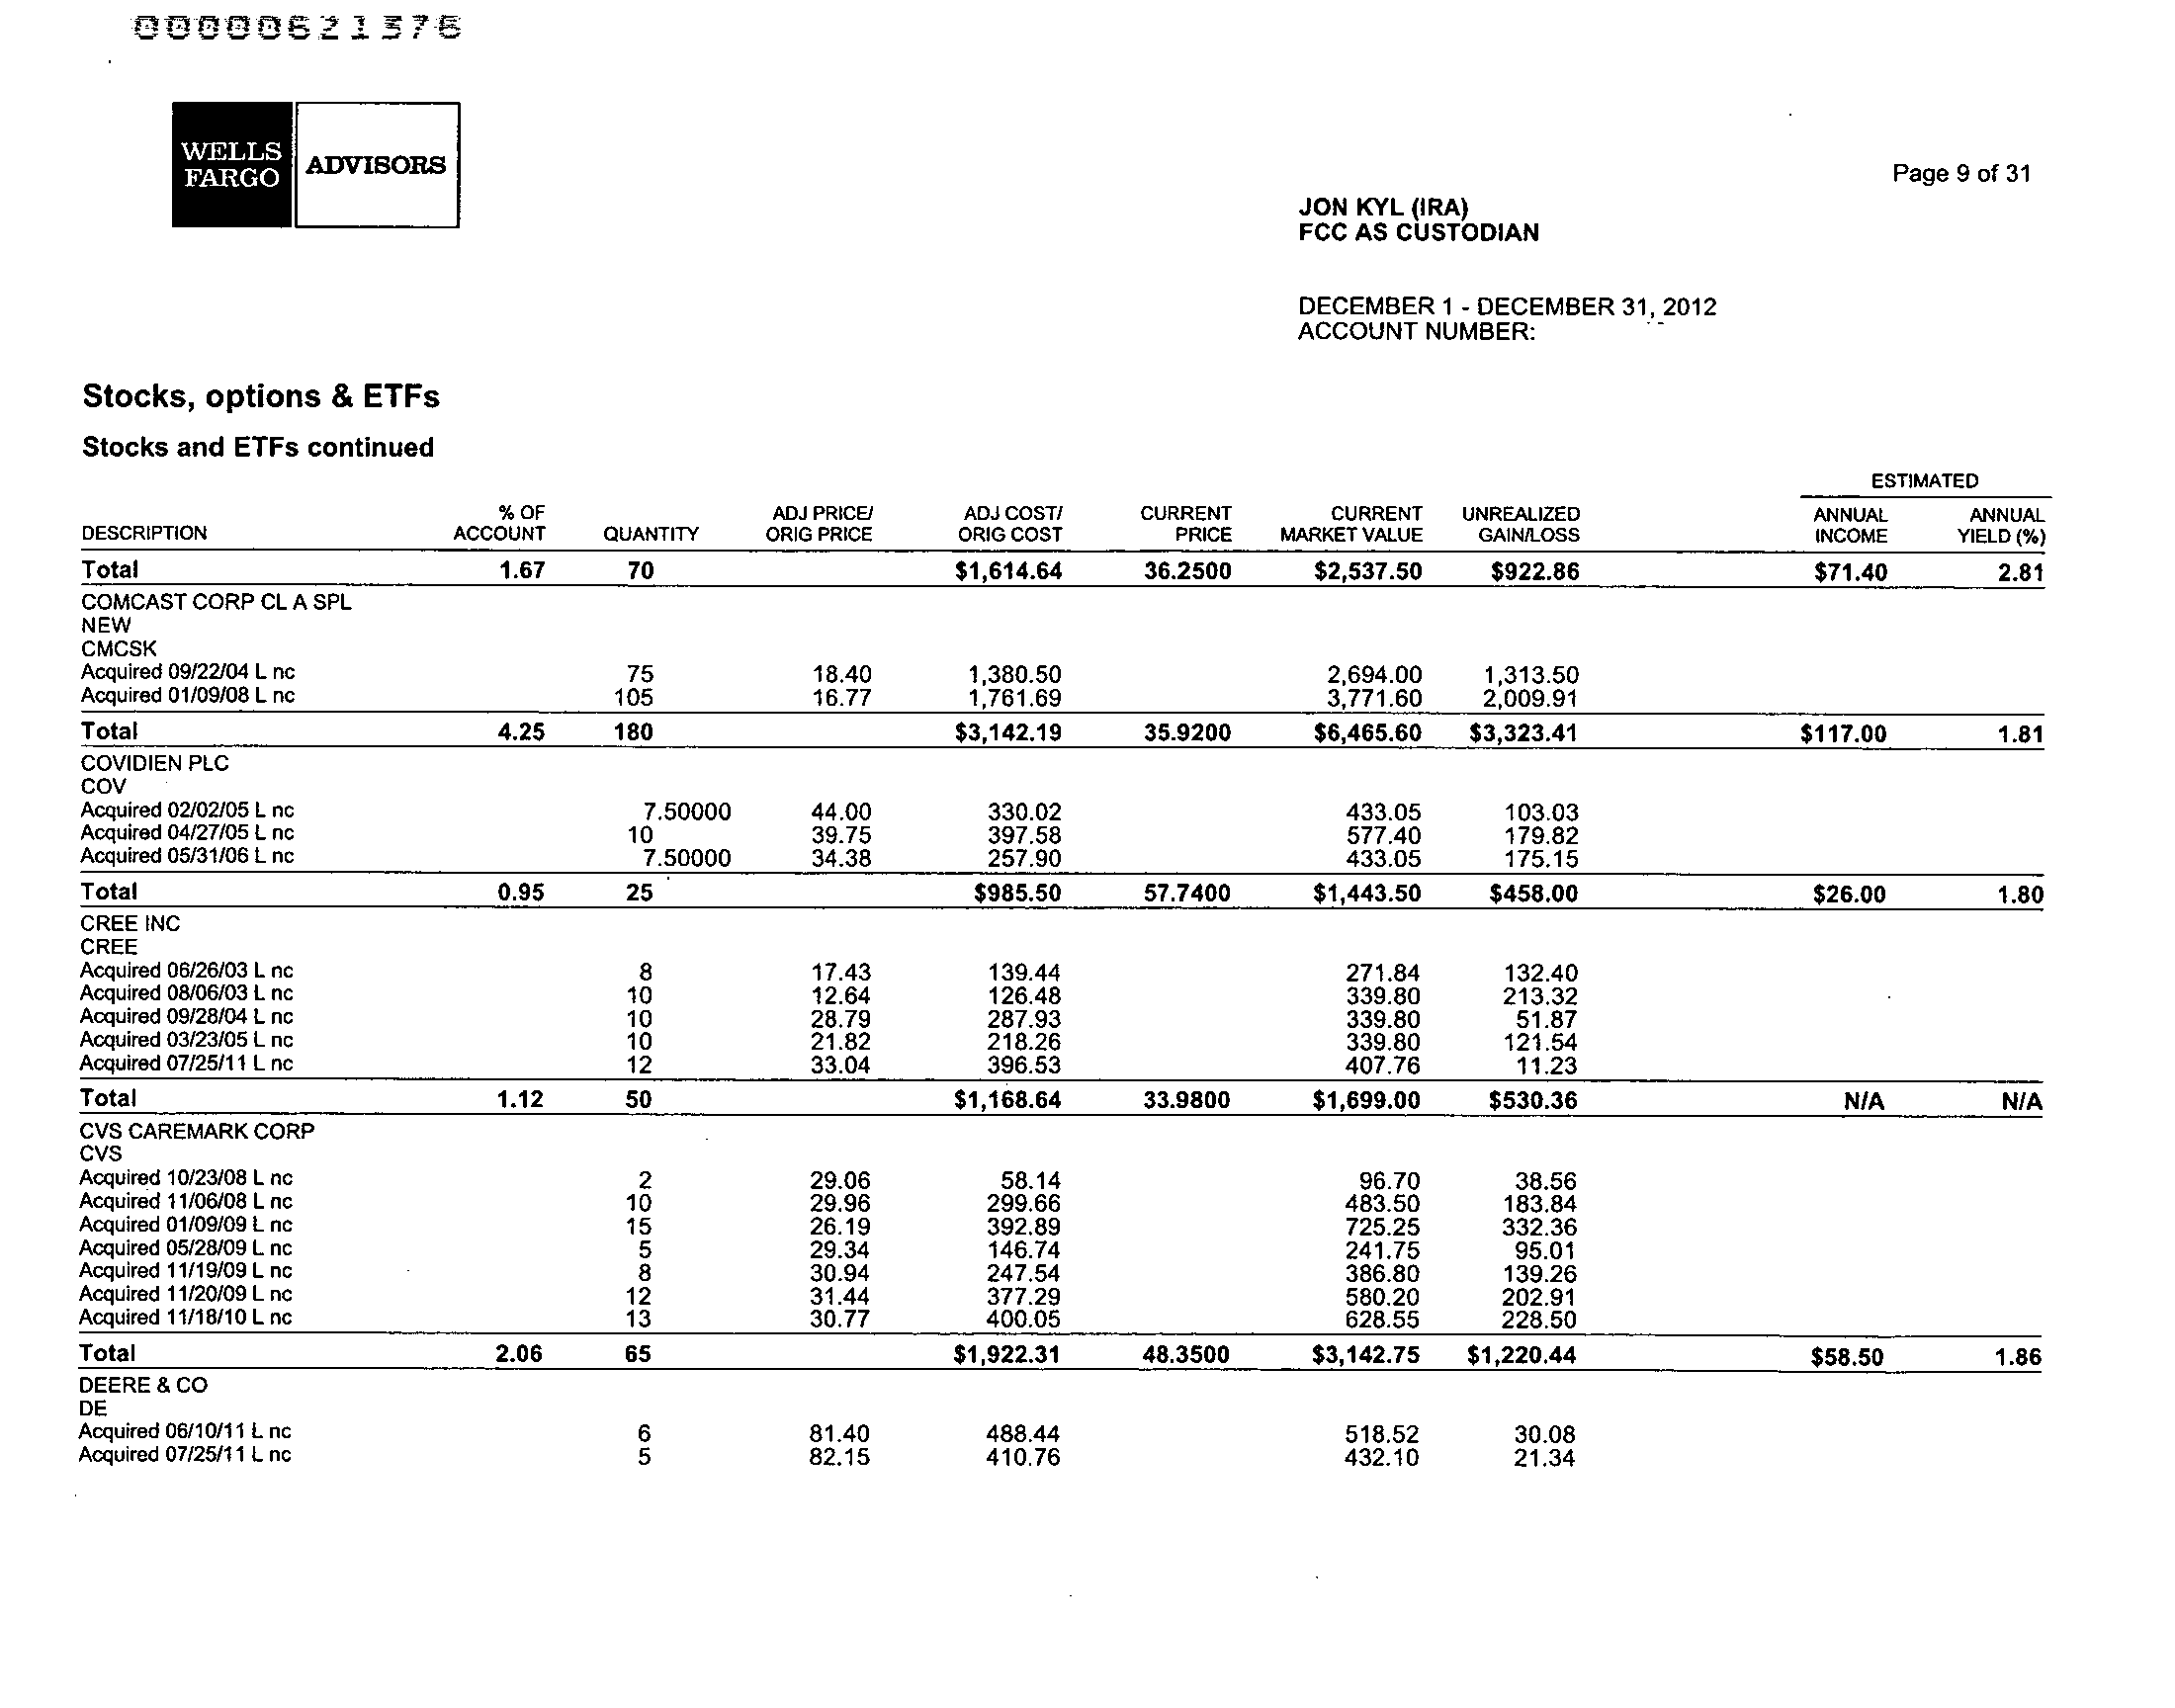 00000621376
WELLS
FARGO
ADVISORS
Page 9 of 31
JON KYL (IRA)
FCC AS CUSTODIAN
DECEMBER 1 - DECEMBER 31, 2012
ACCOUNT NUMBER:
Stocks, options & ETFs
Stocks and ETFs continued
ESTIMATED
% OF ADJ PRICE/ ADJ COST/ CURRENT CURRENT UNREALIZED ANNUAL ANNUAL
DESCRIPTION ACCOUNT QUANTITY ORIG PRICE ORIG COST PRICE MARKET VALUE GAIN/LOSS INCOME YIELD (%)
Total 1.67 70 $1,614.64 36.2500 $2,537.50 $922.86 $71.40 2.81
COMCAST CORP CL A SPL
NEW
CMCSK
Acquired 09/22/04 L nc 75 18.40 1,380.50 2,694.00 1,313.50
Acquired 01/09/08 L nc 105 16.77 1,761.69 3,771.60 2,009.91
Total 4.25 180 $3,142.19 35.9200 $6,465.60 $3,323.41 $117.00 1.81
COVIDIEN PLC
COV
Acquired 02/02/05 L nc 7.50000 44.00 330.02 433.05 103.03
Acquired 04/27/05 L nc 10 39.75 397.58 577.40 179.82
Acquired 05/31/06 L nc 7.50000 34.38 257.90 433.05 175.15
Total 0.95 25 $985.50 57.7400 $1,443.50 $458.00 $26.00 1.80
CREE INC
CREE
Acquired 06/26/03 L nc 8 17.43 139.44 271.84 132.40
Acquired 08/06/03 L nc 10 12.64 126.48 339.80 213.32
Acquired 09/28/04 L nc 10 28.79 287.93 339.80 51.87
Acquired 03/23/05 L nc 10 21.82 218.26 339.80 121.54
Acquired 07/25/11 L nc 12 33.04 396.53 407.76 11.23
Total 1.12 50 $1,168.64 33.9800 $1,699.00 $530.36 N/A N/A
CVS CAREMARK CORP
CVS
Acquired 10/23/08 L nc 2 29.06 58.14 96.70 38.56
Acquired 11/06/08 L nc 10 29.96 299.66 483.50 183.84
Acquired 01/09/09 L nc 15 26.19 392.89 725.25 332.36
Acquired 05/28/09 L nc 5 29.34 146.74 241.75 95.01
Acquired 11/19/09 L nc 8 30.94 247.54 386.80 139.26
Acquired 11/20/09 L nc 12 31.44 377.29 580.20 202.91
Acquired 11/18/10 L nc 13 30.77 400.05 628.55 228.50
Total 2.06 65 $1,922.31 48.3500 $3,142.75 $1,220.44 $58.50 1.86
DEERE & CO
DE
Acquired 06/10/11 L nc 6 81.40 488.44 518.52 30.08
Acquired 07/25/11 L nc 5 82.15 410.76 432.10 21.34